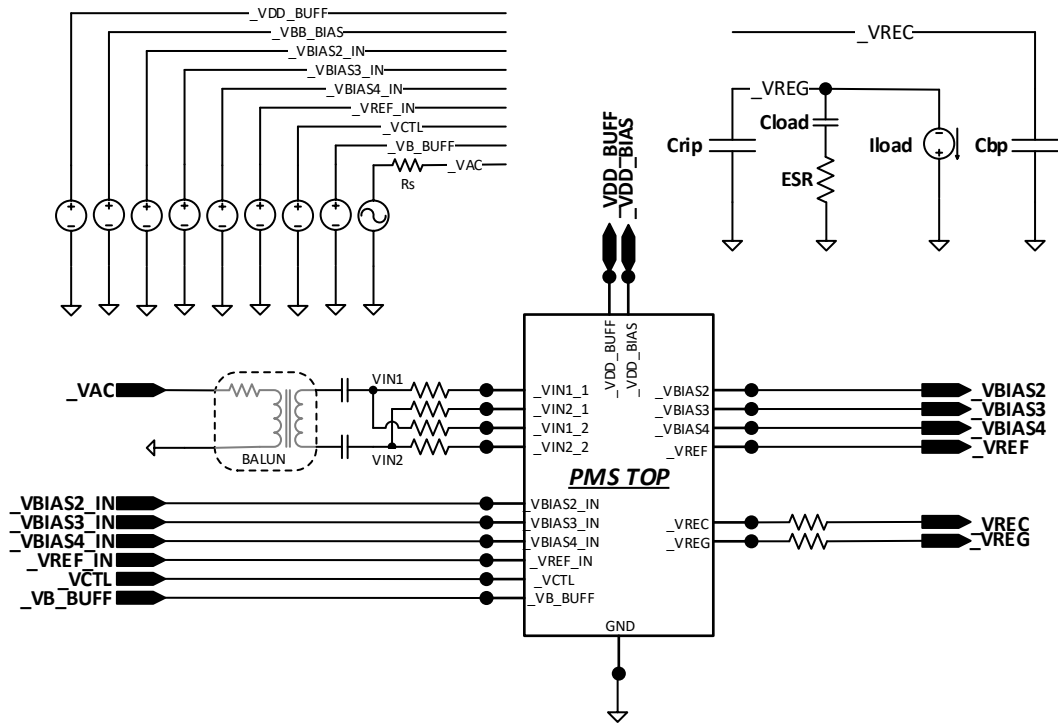 _VDD_BUFF
_VBB_BIAS
_VBIAS2_IN
_VBIAS3_IN
_VBIAS4_IN
_VREF_IN
_VCTL
_VB_BUFF
_VAC
Rs
_VREC
_VREG
Cload
Crip
ESR
Iload
Cbp
_VDD_BUFF
_VDD_BIAS
_VDD_BUFF
_VDD_BIAS
_VAC
BALUN
VIN1
VIN2
_VIN1_1
_VIN2_1
_VIN1_2
_VIN2_2
_VBIAS2
_VBIAS3
_VBIAS4
_VREF
_VBIAS2
_VBIAS3
_VBIAS4
_VREF
PMS TOP
_VBIAS2_IN
_VBIAS3_IN
_VBIAS4_IN
_VREF_IN
_VCTL
_VB_BUFF
_VBIAS2_IN
_VBIAS3_IN
_VBIAS4_IN
_VREF_IN
_VCTL
_VB_BUFF
_VREC
_VREG
_VREC
_VREG
GND